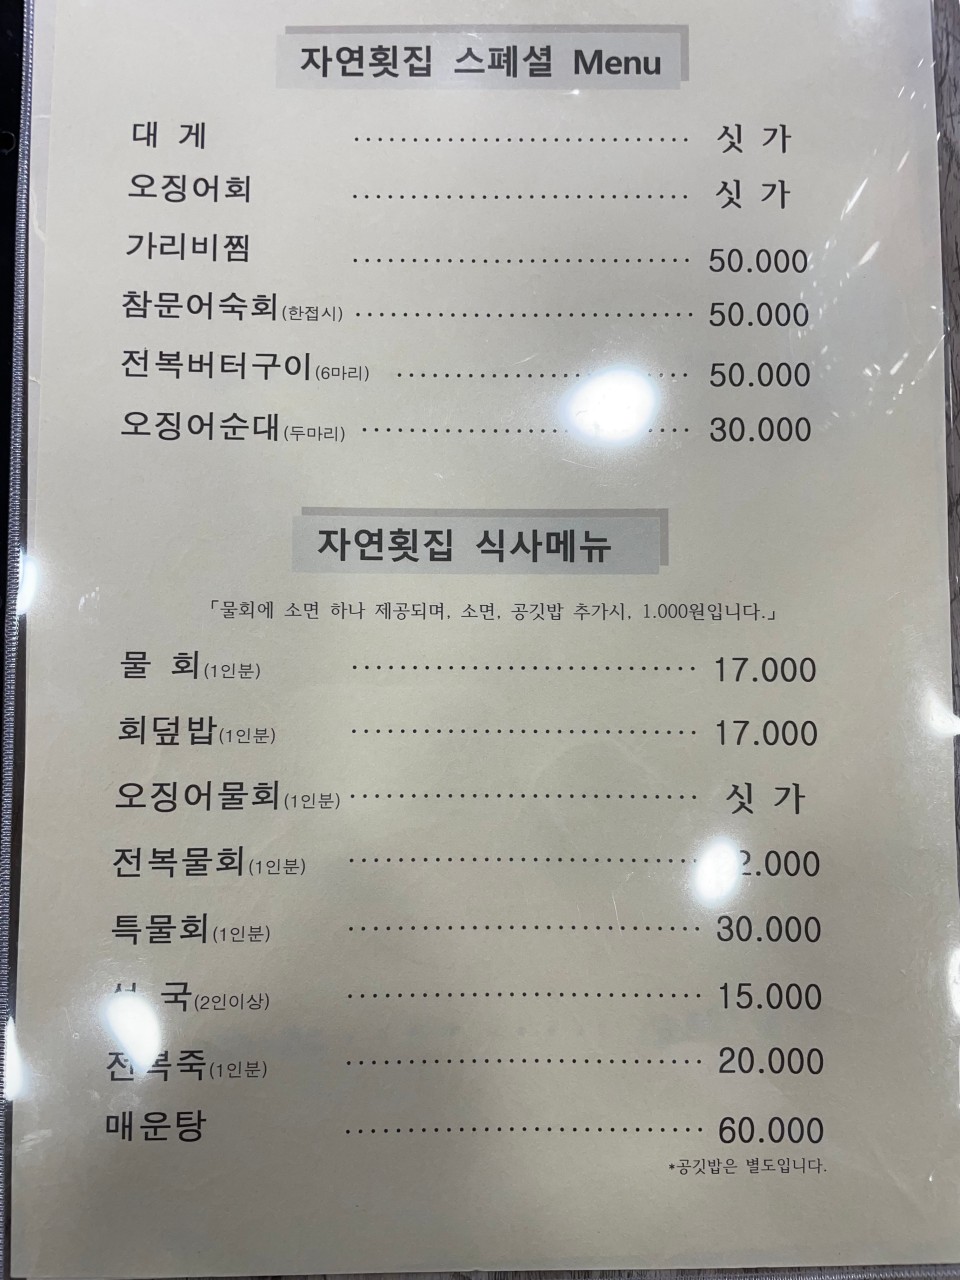 자연횟집 스폐셜 Menu
대 게 싯 가
오징어회 싯 가
가리비찜 50.000
참문어숙회(한접시) 50.000
전복버터구이(6마리) 50.000
오징어순대(두마리) 30.000
자연횟집 식사메뉴
「물회에 소면 하나 제공되며, 소면, 공깃밥 추가시, 1.000원입니다.」
물 회(1인분) 17.000
회덮밥(1인분) 17.000
오징어물회(1인분) 싯 가
전복물회(1인분)
특물회(1인분) 30.000
국(2인이상) 15.000
전복죽(1인분) 20.000
매운탕 60.000
*공깃밥은 별도입니다.